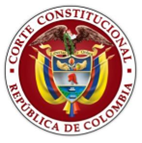 CORTE CONSTITUCIONAL
REPÚBLICA DE COLOMBIA